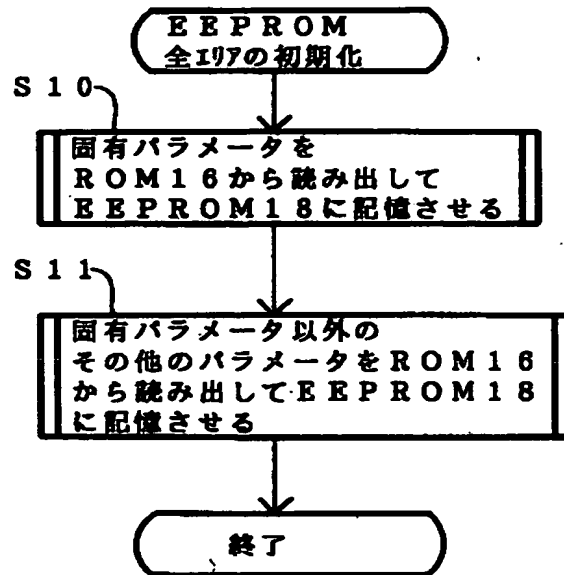 EEPROM
全エリアの初期化
S10
固有パラメータを
ROM16から読み出して
EEPROM18に記憶させる
S11
固有パラメータ以外の
その他のパラメータをROM16
から読み出してEEPROM18
に記憶させる
終了